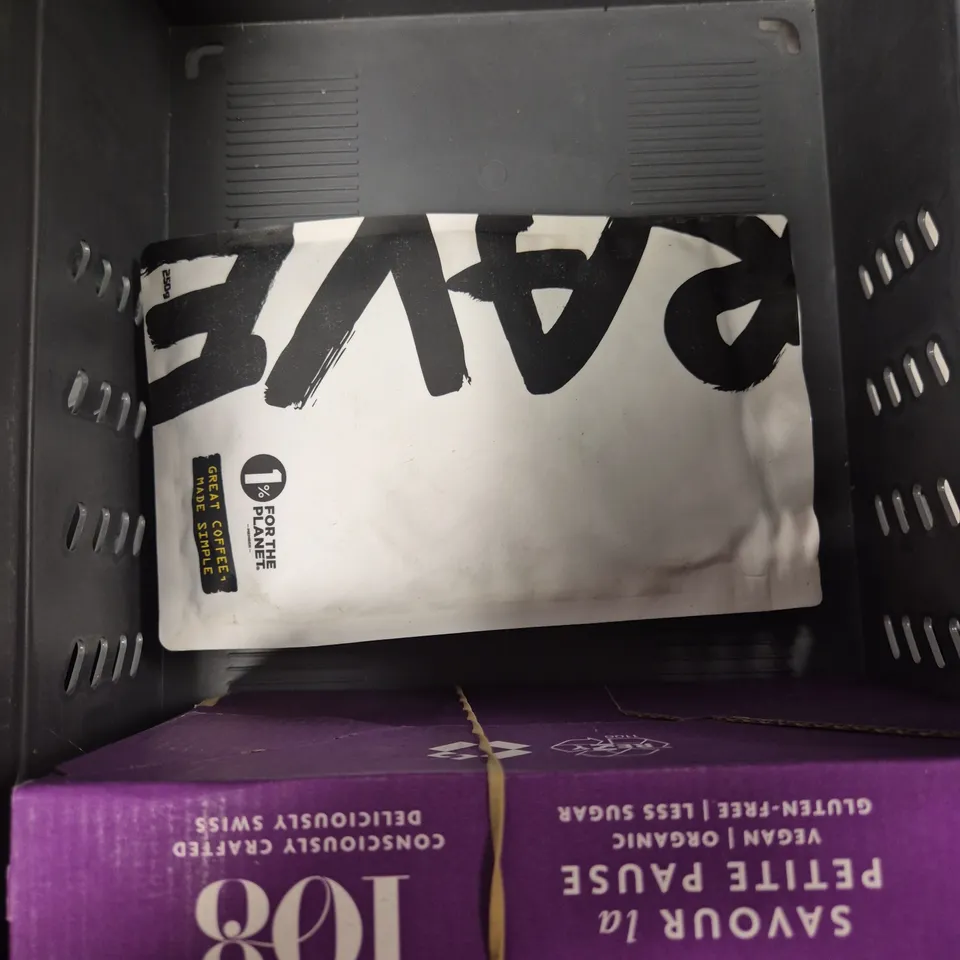 RAVE
250g
GREAT COFFEE,
MADE SIMPLE
1%
FOR THE
PLANET.
SAVOUR la
PETITE PAUSE
VEGAN | ORGANIC
GLUTEN-FREE | LESS SUGAR
108
CONSCIOUSLY CRAFTED
DELICIOUSLY SWISS
RESY